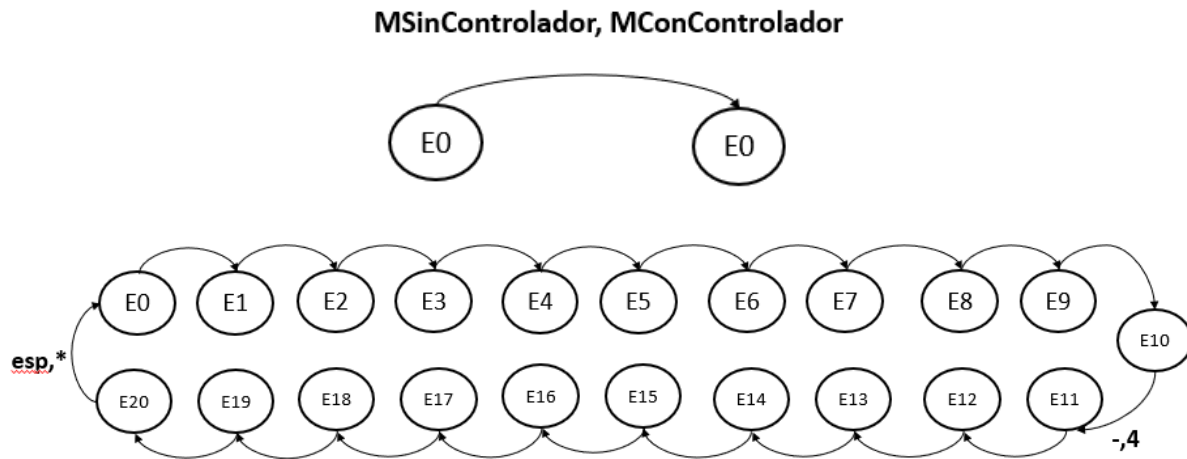 MSinControlador, MConControlador
E0 E0
E0 E1 E2 E3 E4 E5 E6 E7 E8 E9
E10
esp,*
E20 E19 E18 E17 E16 E15 E14 E13 E12 E11
-,4